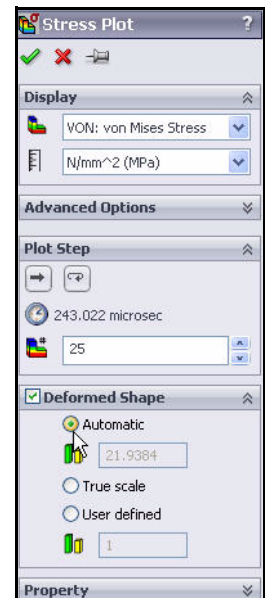 Stress Plot ?
Display
VON: von Mises Stress
N/mm^2 (MPa)
Advanced Options
Plot Step
243.022 microsec
25
Deformed Shape
Automatic
21.9384
True scale
User defined
1
Property